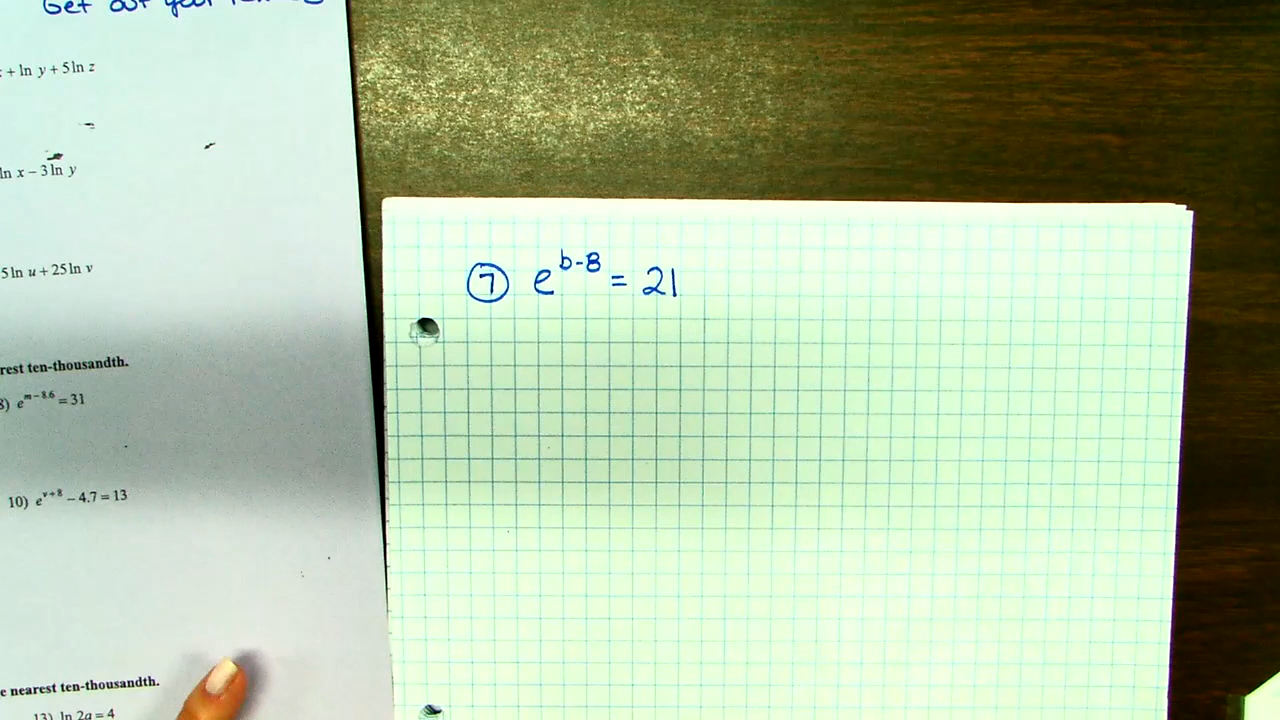 Get out your
+ ln y + 5 ln z
ln x − 3 ln y
5 ln u + 25 ln v
rest ten-thousandth.
8) e^{m−8.6} = 31
10) e^{v+8} − 4.7 = 13
e nearest ten-thousandth.
13) ln 2a = 4
⑦ e^{b-8} = 21